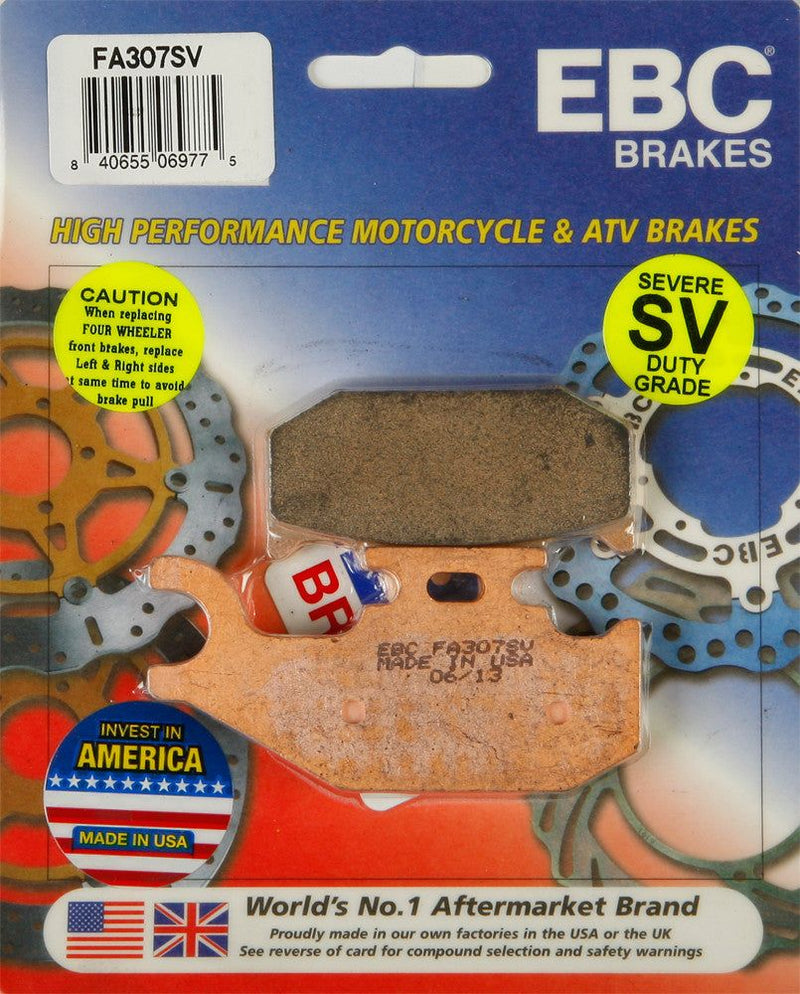 FA307SV
8 40655 06977 5
EBC®
BRAKES
HIGH PERFORMANCE MOTORCYCLE & ATV BRAKES
CAUTION
When replacing
FOUR WHEELER
front brakes, replace
Left & Right sides
at same time to avoid
brake pull
SEVERE
SV
DUTY
GRADE
EBC
EBC
BR
EBC FA307SV
MADE IN USA
06/13
INVEST IN
AMERICA
MADE IN USA
World's No.1 Aftermarket Brand
Proudly made in our own factories in the USA or the UK
See reverse of card for compound selection and safety warnings